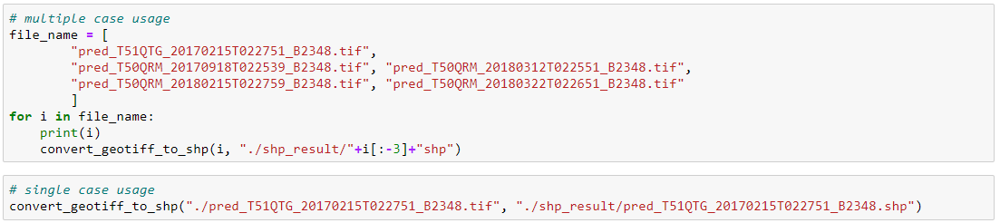 # multiple case usage
file_name = [
        "pred_T51QTG_20170215T022751_B2348.tif",
        "pred_T50QRM_20170918T022539_B2348.tif", "pred_T50QRM_20180312T022551_B2348.tif",
        "pred_T50QRM_20180215T022759_B2348.tif", "pred_T50QRM_20180322T022651_B2348.tif"
        ]
for i in file_name:
    print(i)
    convert_geotiff_to_shp(i, "./shp_result/"+i[:-3]+"shp")
# single case usage
convert_geotiff_to_shp("./pred_T51QTG_20170215T022751_B2348.tif", "./shp_result/pred_T51QTG_20170215T022751_B2348.shp")